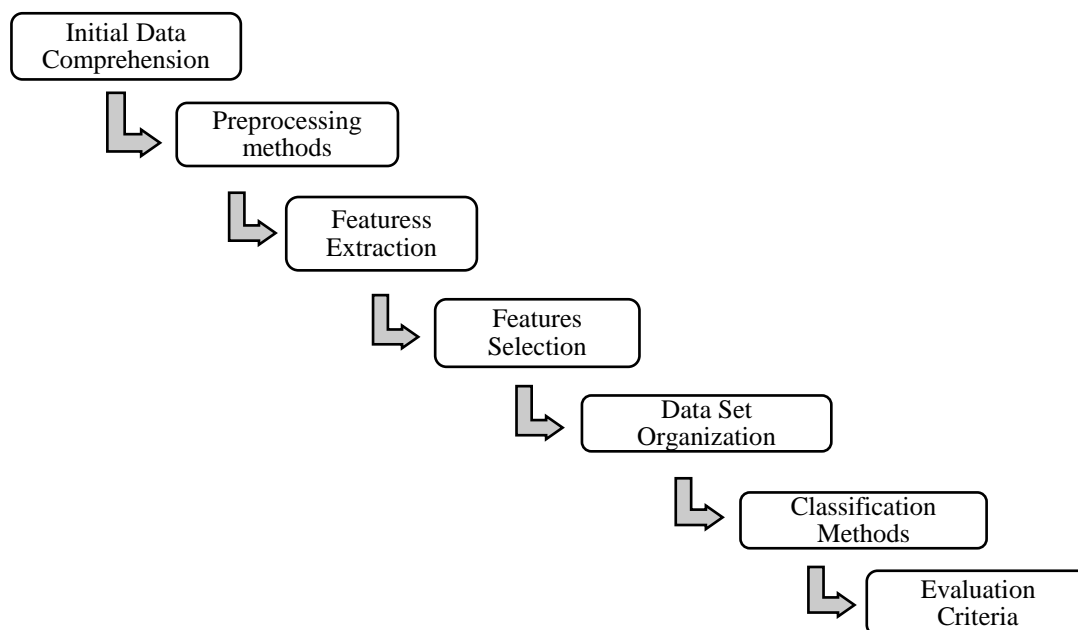 Initial Data
Comprehension
Preprocessing
methods
Featuress
Extraction
Features
Selection
Data Set
Organization
Classification
Methods
Evaluation
Criteria